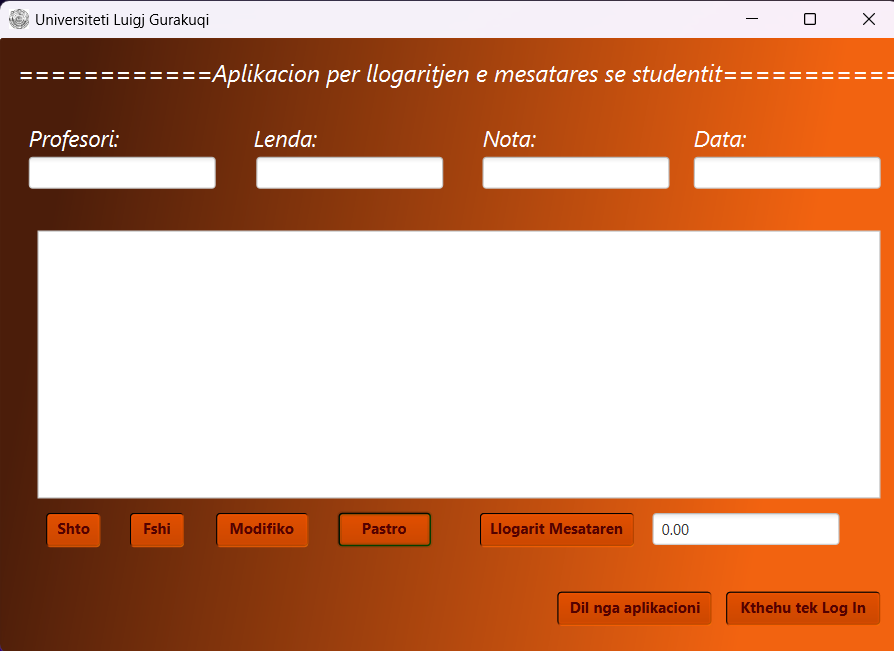 Universiteti Luigj Gurakuqi
============Aplikacion per llogaritjen e mesatares se studentit===========
Profesori: Lenda: Nota: Data:
Shto Fshi Modifiko Pastro Llogarit Mesataren 0.00
Dil nga aplikacioni Kthehu tek Log In